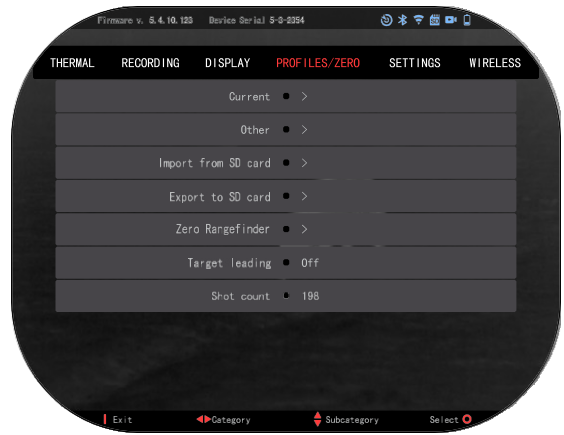 Firmware v. 5.4.10.123 Device Serial 5-3-2354
THERMAL RECORDING DISPLAY PROFILES/ZERO SETTINGS WIRELESS
Current >
Other >
Import from SD card >
Export to SD card >
Zero Rangefinder >
Target leading Off
Shot count 198
Exit Category Subcategory Select